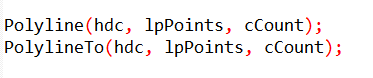 Polyline(hdc, lpPoints, cCount);
PolylineTo(hdc, lpPoints, cCount);